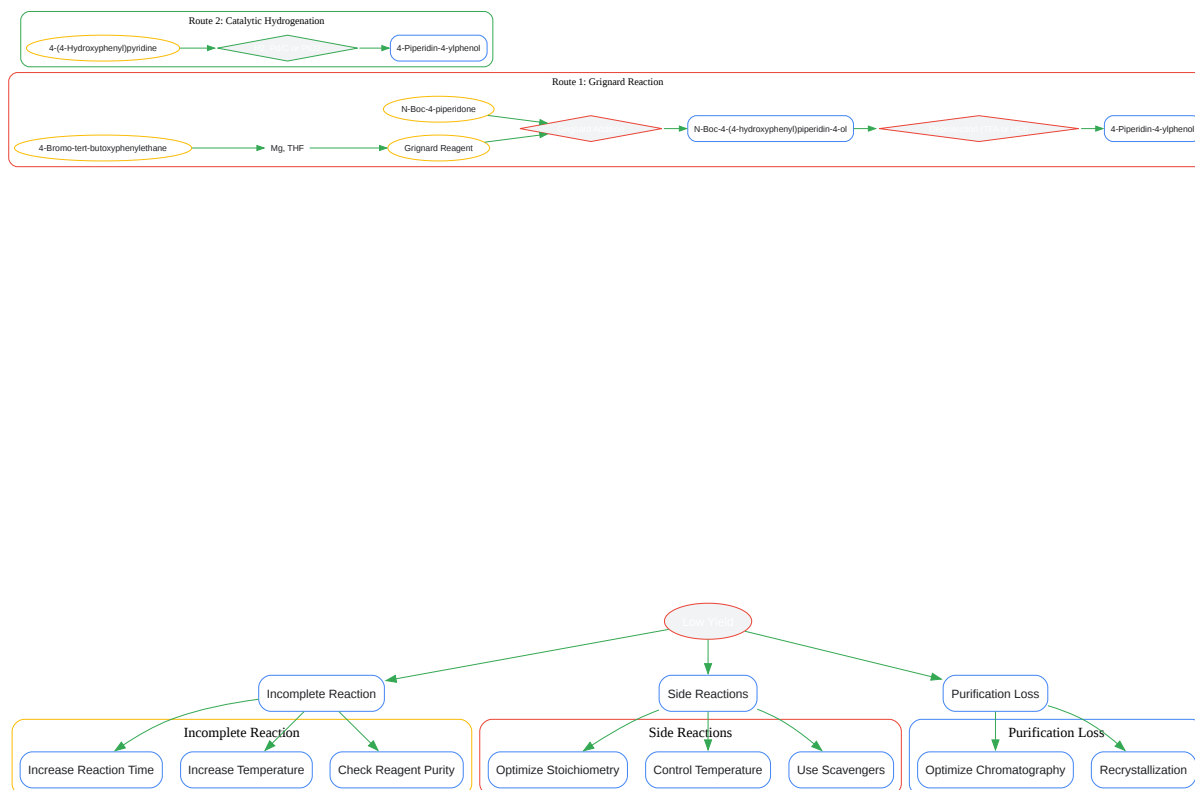 Route 2: Catalytic Hydrogenation
4-(4-Hydroxyphenyl)pyridine
4-Piperidin-4-ylphenol
Route 1: Grignard Reaction
N-Boc-4-piperidone
4-Bromo-tert-butoxyphenylethane
Mg, THF
Grignard Reagent
N-Boc-4-(4-hydroxyphenyl)piperidin-4-ol
4-Piperidin-4-ylphenol
Low Yield
Incomplete Reaction
Side Reactions
Purification Loss
Incomplete Reaction
Side Reactions
Purification Loss
Increase Reaction Time
Increase Temperature
Check Reagent Purity
Optimize Stoichiometry
Control Temperature
Use Scavengers
Optimize Chromatography
Recrystallization